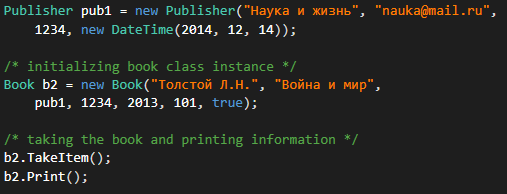 Publisher pub1 = new Publisher("Наука и жизнь", "nauka@mail.ru",
1234, new DateTime(2014, 12, 14));
/* initializing book class instance */
Book b2 = new Book("Толстой Л.Н.", "Война и мир",
pub1, 1234, 2013, 101, true);
/* taking the book and printing information */
b2.TakeItem();
b2.Print();